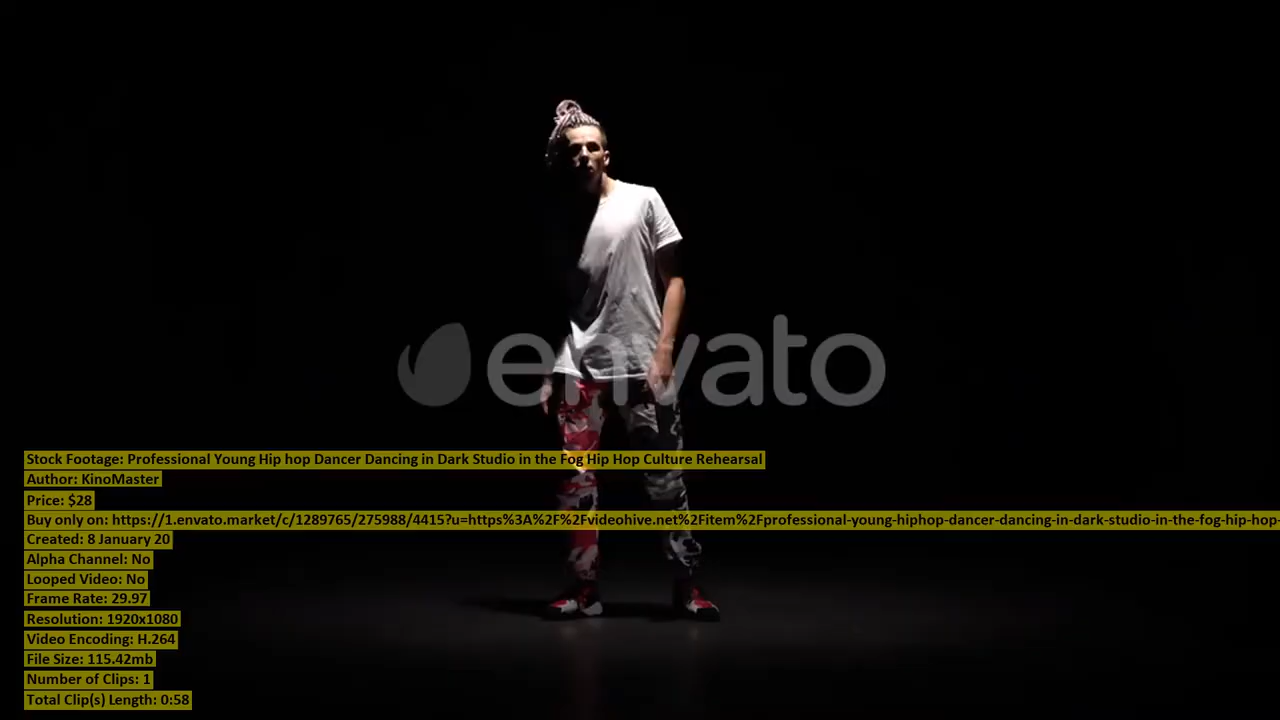 envato
Stock Footage: Professional Young Hip hop Dancer Dancing in Dark Studio in the Fog Hip Hop Culture Rehearsal
Author: KinoMaster
Price: $28
Buy only on: https://1.envato.market/c/1289765/275988/4415?u=https%3A%2F%2Fvideohive.net%2Fitem%2Fprofessional-young-hiphop-dancer-dancing-in-dark-studio-in-the-fog-hip-hop-
Created: 8 January 20
Alpha Channel: No
Looped Video: No
Frame Rate: 29.97
Resolution: 1920x1080
Video Encoding: H.264
File Size: 115.42mb
Number of Clips: 1
Total Clip(s) Length: 0:58